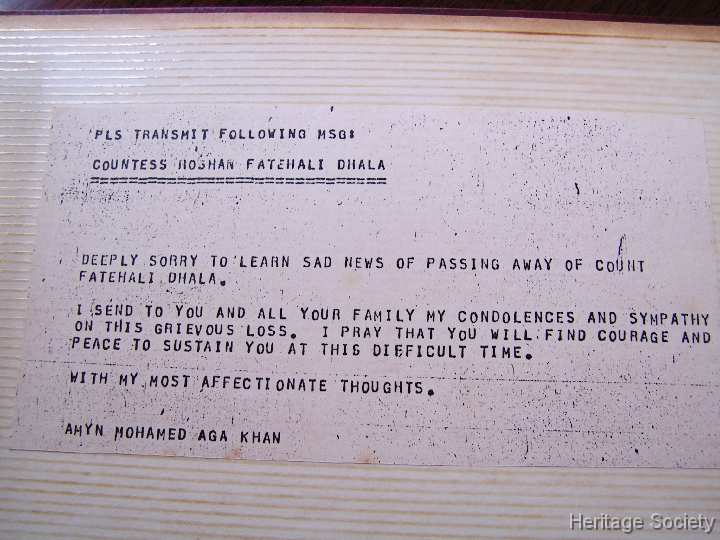 PLS TRANSMIT FOLLOWING MSG:
COUNTESS ROSHAN FATEHALI DHALA
DEEPLY SORRY TO LEARN SAD NEWS OF PASSING AWAY OF COUNT
FATEHALI DHALA.
I SEND TO YOU AND ALL YOUR FAMILY MY CONDOLENCES AND SYMPATHY
ON THIS GRIEVOUS LOSS. I PRAY THAT YOU WILL FIND COURAGE AND
PEACE TO SUSTAIN YOU AT THIS DIFFICULT TIME.
WITH MY MOST AFFECTIONATE THOUGHTS.
AMYN MOHAMED AGA KHAN
Heritage Society